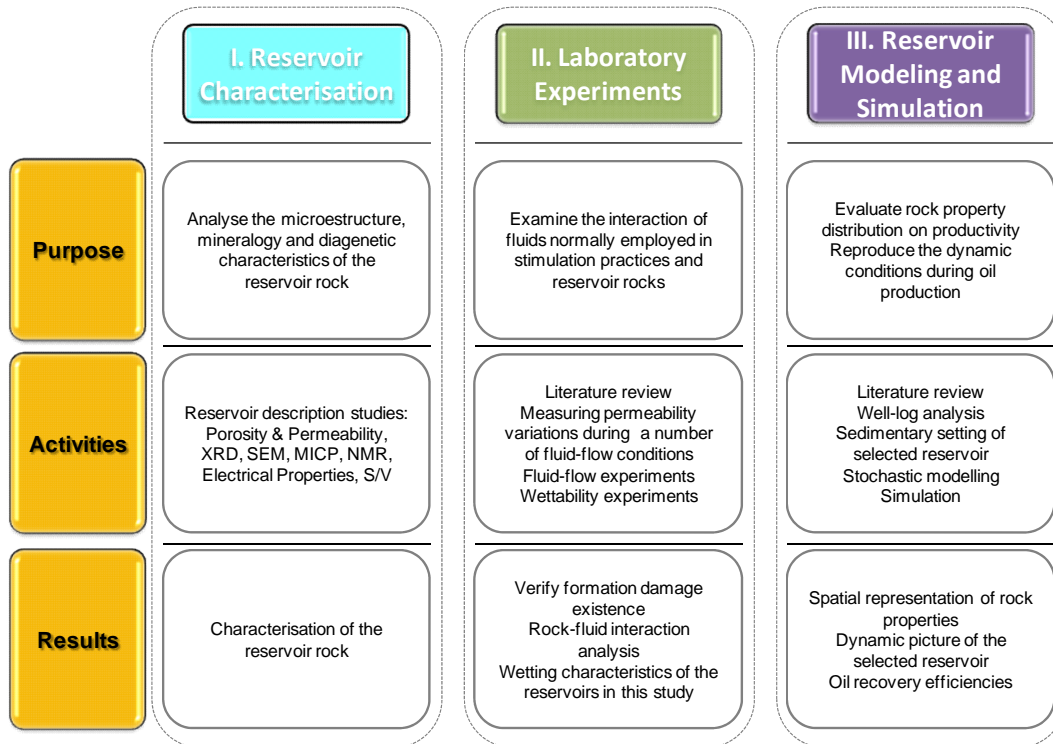 I. Reservoir
Characterisation
II. Laboratory
Experiments
III. Reservoir
Modeling and
Simulation
Purpose
Analyse the microestructure,
mineralogy and diagenetic
characteristics of the
reservoir rock
Examine the interaction of
fluids normally employed in
stimulation practices and
reservoir rocks
Evaluate rock property
distribution on productivity
Reproduce the dynamic
conditions during oil
production
Activities
Reservoir description studies:
Porosity & Permeability,
XRD, SEM, MICP, NMR,
Electrical Properties, S/V
Literature review
Measuring permeability
variations during a number
of fluid-flow conditions
Fluid-flow experiments
Wettability experiments
Literature review
Well-log analysis
Sedimentary setting of
selected reservoir
Stochastic modelling
Simulation
Results
Characterisation of the
reservoir rock
Verify formation damage
existence
Rock-fluid interaction
analysis
Wetting characteristics of the
reservoirs in this study
Spatial representation of rock
properties
Dynamic picture of the
selected reservoir
Oil recovery efficiencies